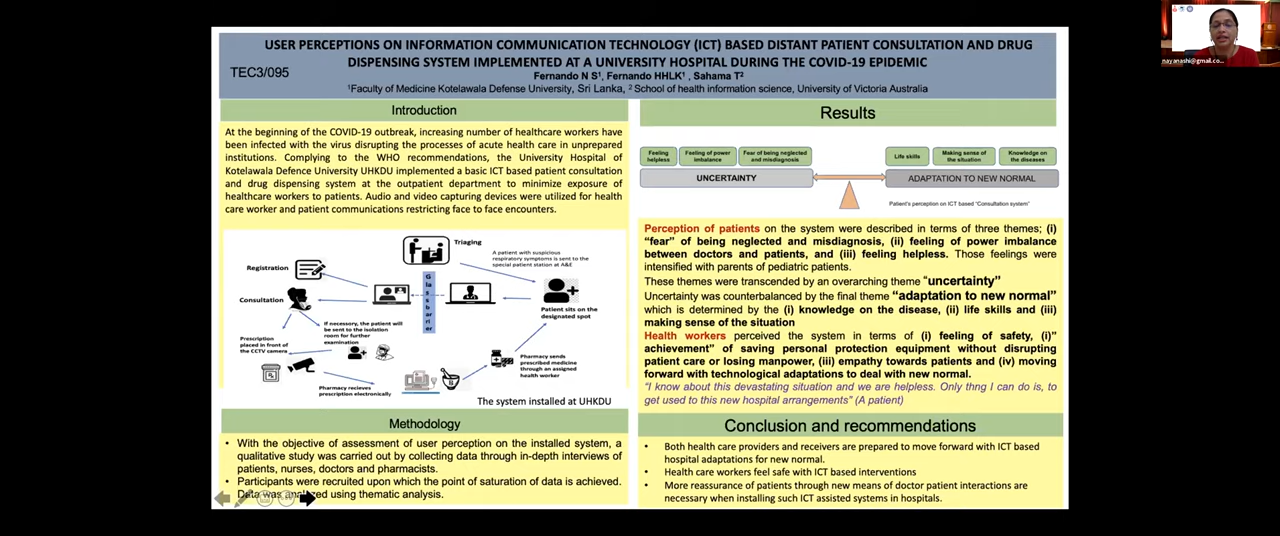 USER PERCEPTIONS ON INFORMATION COMMUNICATION TECHNOLOGY (ICT) BASED DISTANT PATIENT CONSULTATION AND DRUG
DISPENSING SYSTEM IMPLEMENTED AT A UNIVERSITY HOSPITAL DURING THE COVID-19 EPIDEMIC
TEC3/095
Fernando N S¹, Fernando HHLK¹ , Sahama T²
¹Faculty of Medicine Kotelawala Defense University, Sri Lanka, ² School of health information science, University of Victoria Australia
Introduction
At the beginning of the COVID-19 outbreak, increasing number of healthcare workers have
been infected with the virus disrupting the processes of acute health care in unprepared
institutions. Complying to the WHO recommendations, the University Hospital of
Kotelawala Defence University UHKDU implemented a basic ICT based patient consultation
and drug dispensing system at the outpatient department to minimize exposure of
healthcare workers to patients. Audio and video capturing devices were utilized for health
care worker and patient communications restricting face to face encounters.
Triaging
A patient with suspicious
respiratory symptoms is sent to the
special patient station at A&E
Registration
Consultation
Glass barrier
Patient sits on the
designated spot
If necessary, the patient will
be sent to the isolation
room for further
examination
Prescription
placed in front of
the CCTV camera
Pharmacy sends
prescribed medicine
through an assigned
health worker
Pharmacy recieves
prescription electronically
The system installed at UHKDU
Methodology
• With the objective of assessment of user perception on the installed system, a
qualitative study was carried out by collecting data through in-depth interviews of
patients, nurses, doctors and pharmacists.
• Participants were recruited upon which the point of saturation of data is achieved.
Data was analyzed using thematic analysis.
Results
Feeling
helpless
Feeling of power
imbalance
Fear of being neglected
and misdiagnosis
Life skills
Making sense of
the situation
Knowledge on
the diseases
UNCERTAINTY
ADAPTATION TO NEW NORMAL
Patient's perception on ICT based "Consultation system"
Perception of patients on the system were described in terms of three themes; (i)
"fear" of being neglected and misdiagnosis, (ii) feeling of power imbalance
between doctors and patients, and (iii) feeling helpless. Those feelings were
intensified with parents of pediatric patients.
These themes were transcended by an overarching theme "uncertainty"
Uncertainty was counterbalanced by the final theme "adaptation to new normal"
which is determined by the (i) knowledge on the disease, (ii) life skills and (iii)
making sense of the situation
Health workers perceived the system in terms of (i) feeling of safety, (i)"
achievement" of saving personal protection equipment without disrupting
patient care or losing manpower, (iii) empathy towards patients and (iv) moving
forward with technological adaptations to deal with new normal.
"I know about this devastating situation and we are helpless. Only thng I can do is, to
get used to this new hospital arrangements" (A patient)
Conclusion and recommendations
• Both health care providers and receivers are prepared to move forward with ICT based
hospital adaptations for new normal.
• Health care workers feel safe with ICT based interventions
• More reassurance of patients through new means of doctor patient interactions are
necessary when installing such ICT assisted systems in hospitals.
nayanashi@gmail.co...